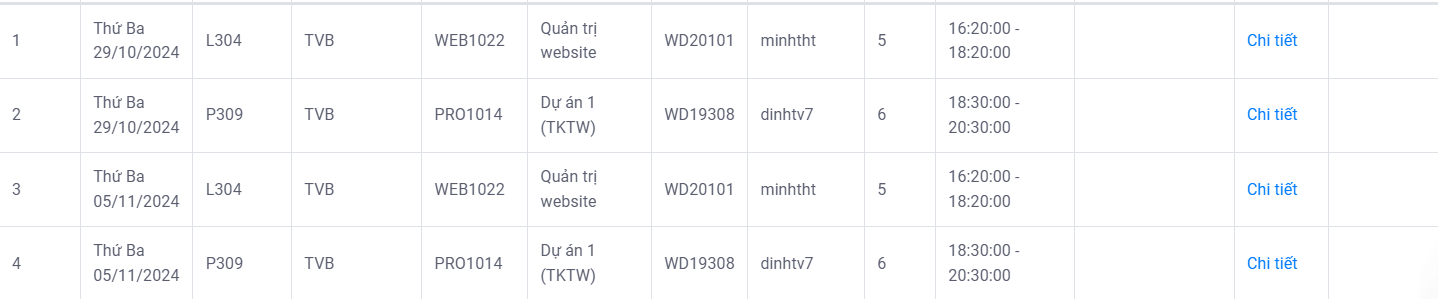 1 Thứ Ba 29/10/2024 L304 TVB WEB1022 Quản trị website WD20101 minhtht 5 16:20:00 - 18:20:00 Chi tiết
2 Thứ Ba 29/10/2024 P309 TVB PRO1014 Dự án 1 (TKTW) WD19308 dinhtv7 6 18:30:00 - 20:30:00 Chi tiết
3 Thứ Ba 05/11/2024 L304 TVB WEB1022 Quản trị website WD20101 minhtht 5 16:20:00 - 18:20:00 Chi tiết
4 Thứ Ba 05/11/2024 P309 TVB PRO1014 Dự án 1 (TKTW) WD19308 dinhtv7 6 18:30:00 - 20:30:00 Chi tiết